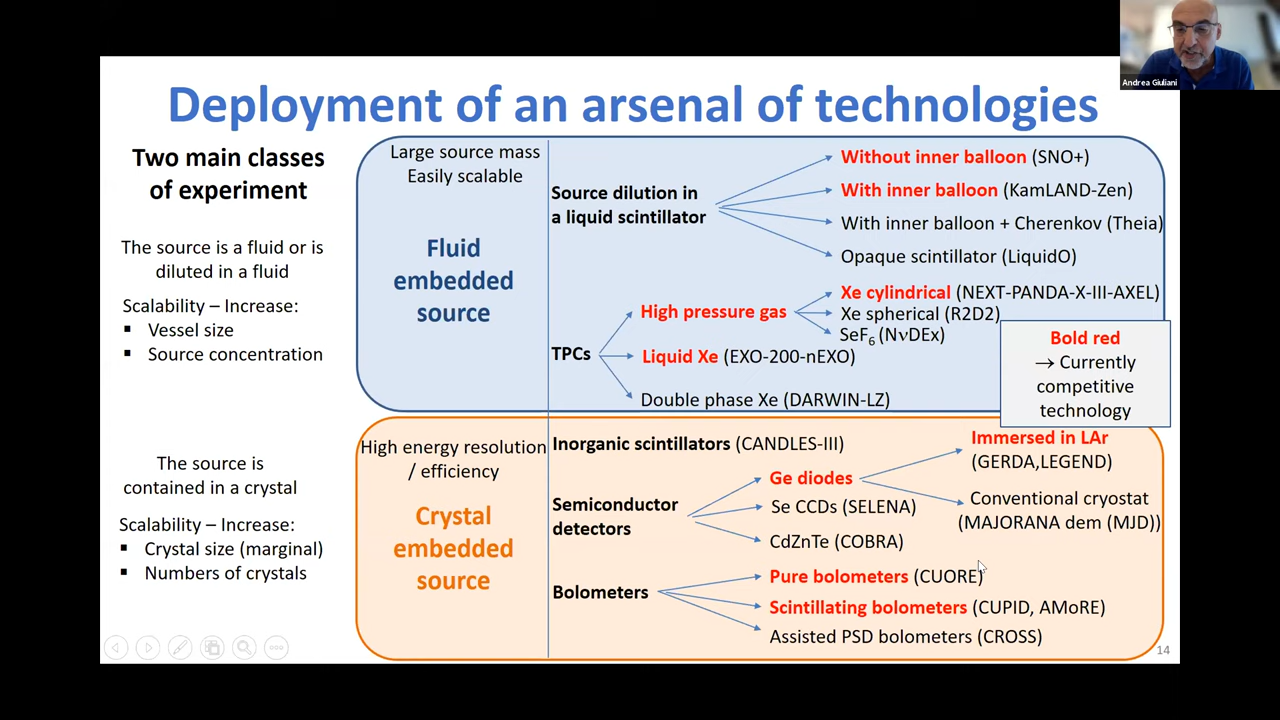 Andrea Giuliani
Deployment of an arsenal of technologies
Two main classes
of experiment
The source is a fluid or is
diluted in a fluid
Scalability – Increase:
▪ Vessel size
▪ Source concentration
The source is
contained in a crystal
Scalability – Increase:
▪ Crystal size (marginal)
▪ Numbers of crystals
Large source mass
Easily scalable
Fluid
embedded
source
Source dilution in
a liquid scintillator
Without inner balloon (SNO+)
With inner balloon (KamLAND-Zen)
With inner balloon + Cherenkov (Theia)
Opaque scintillator (LiquidO)
TPCs
High pressure gas
Xe cylindrical (NEXT-PANDA-X-III-AXEL)
Xe spherical (R2D2)
SeF6 (NνDEx)
Liquid Xe (EXO-200-nEXO)
Double phase Xe (DARWIN-LZ)
Bold red
→ Currently
competitive
technology
High energy resolution
/ efficiency
Crystal
embedded
source
Inorganic scintillators (CANDLES-III)
Semiconductor
detectors
Ge diodes
Immersed in LAr
(GERDA,LEGEND)
Conventional cryostat
(MAJORANA dem (MJD))
Se CCDs (SELENA)
CdZnTe (COBRA)
Bolometers
Pure bolometers (CUORE)
Scintillating bolometers (CUPID, AMoRE)
Assisted PSD bolometers (CROSS)
14